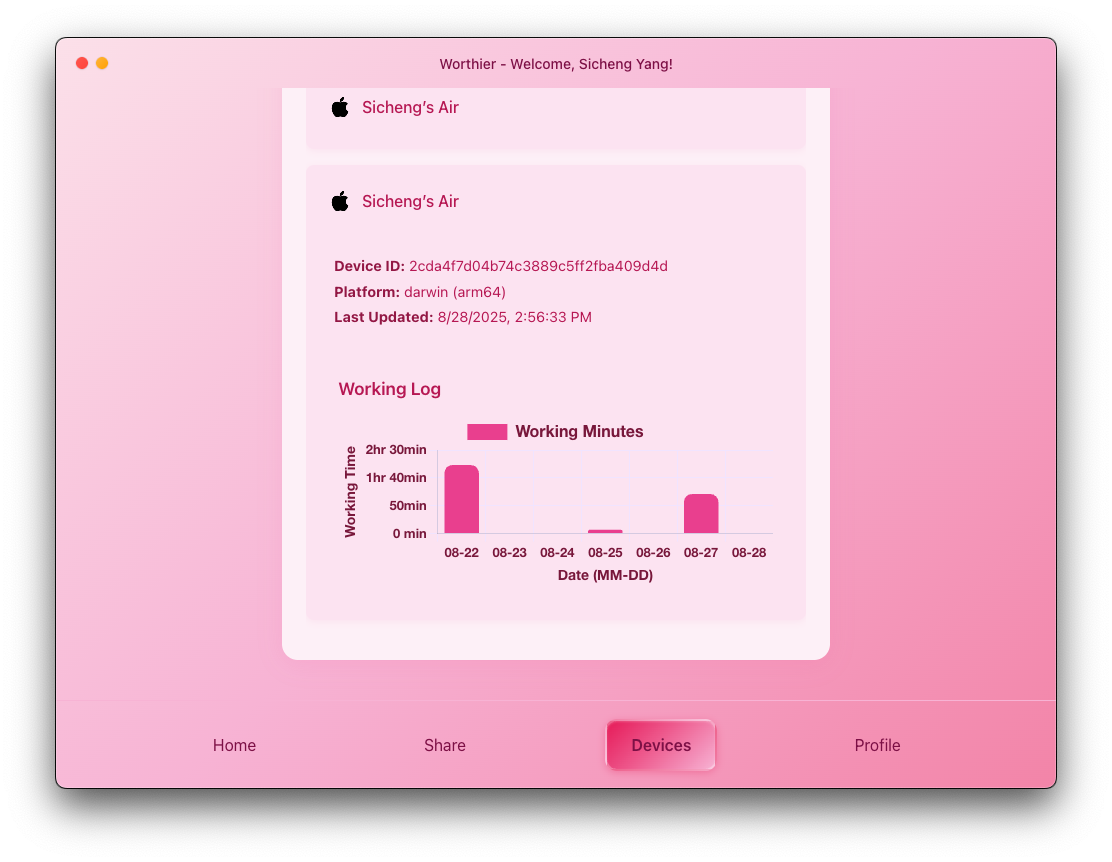 Worthier - Welcome, Sicheng Yang!
Sicheng’s Air
Sicheng’s Air
Device ID: 2cda4f7d04b74c3889c5ff2fba409d4d
Platform: darwin (arm64)
Last Updated: 8/28/2025, 2:56:33 PM
Working Log
Working Minutes
Working Time
2hr 30min
1hr 40min
50min
0 min
08-22 08-23 08-24 08-25 08-26 08-27 08-28
Date (MM-DD)
Home Share Devices Profile